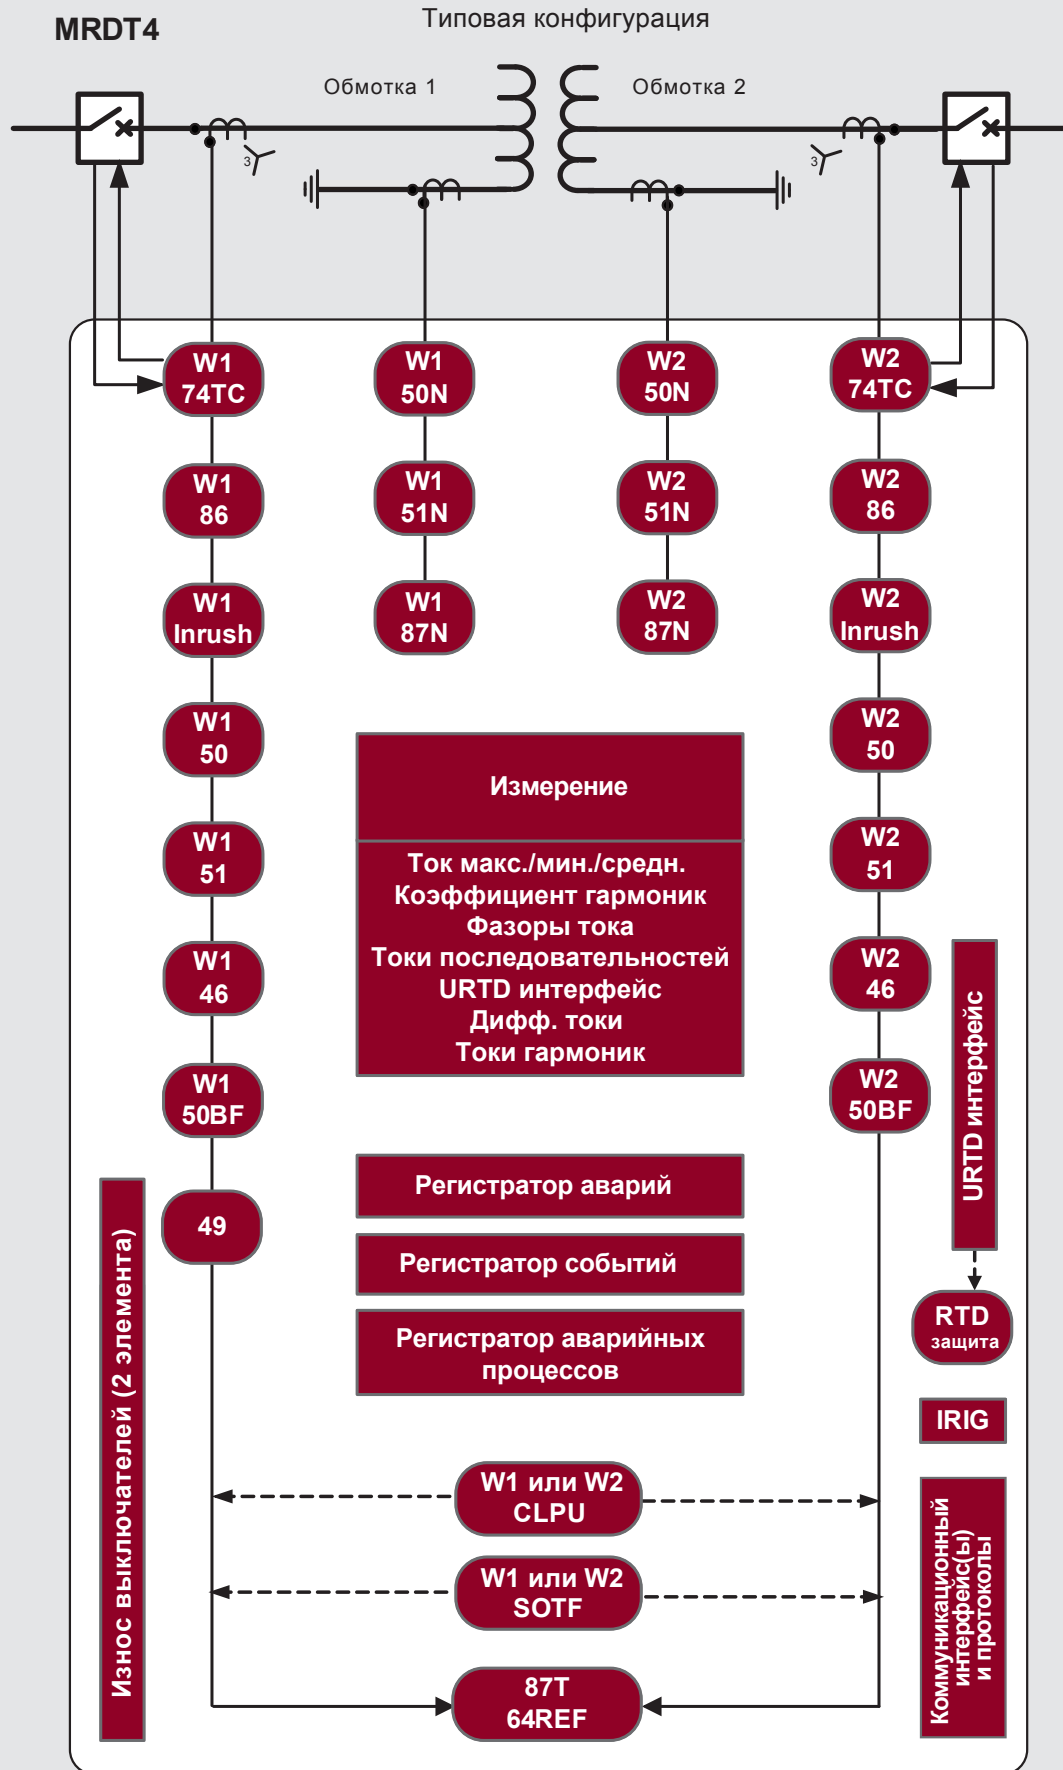 MRDT4
Типовая конфигурация
Обмотка 1
Обмотка 2
3
3
W1
74TC
W1
50N
W2
50N
W2
74TC
W1
86
W1
51N
W2
51N
W2
86
W1
Inrush
W1
87N
W2
87N
W2
Inrush
W1
50
W2
50
Измерение
W1
51
W2
51
Ток макс./мин./средн.
Коэффициент гармоник
Фазоры тока
Токи последовательностей
URTD интерфейс
Дифф. токи
Токи гармоник
W1
46
W2
46
W1
50BF
W2
50BF
URTD интерфейс
Регистратор аварий
49
Регистратор событий
Регистратор аварийных
процессов
RTD
защита
IRIG
Износ выключателей (2 элемента)
W1 или W2
CLPU
W1 или W2
SOTF
Коммуникационный
интерфейс(ы)
и протоколы
87T
64REF